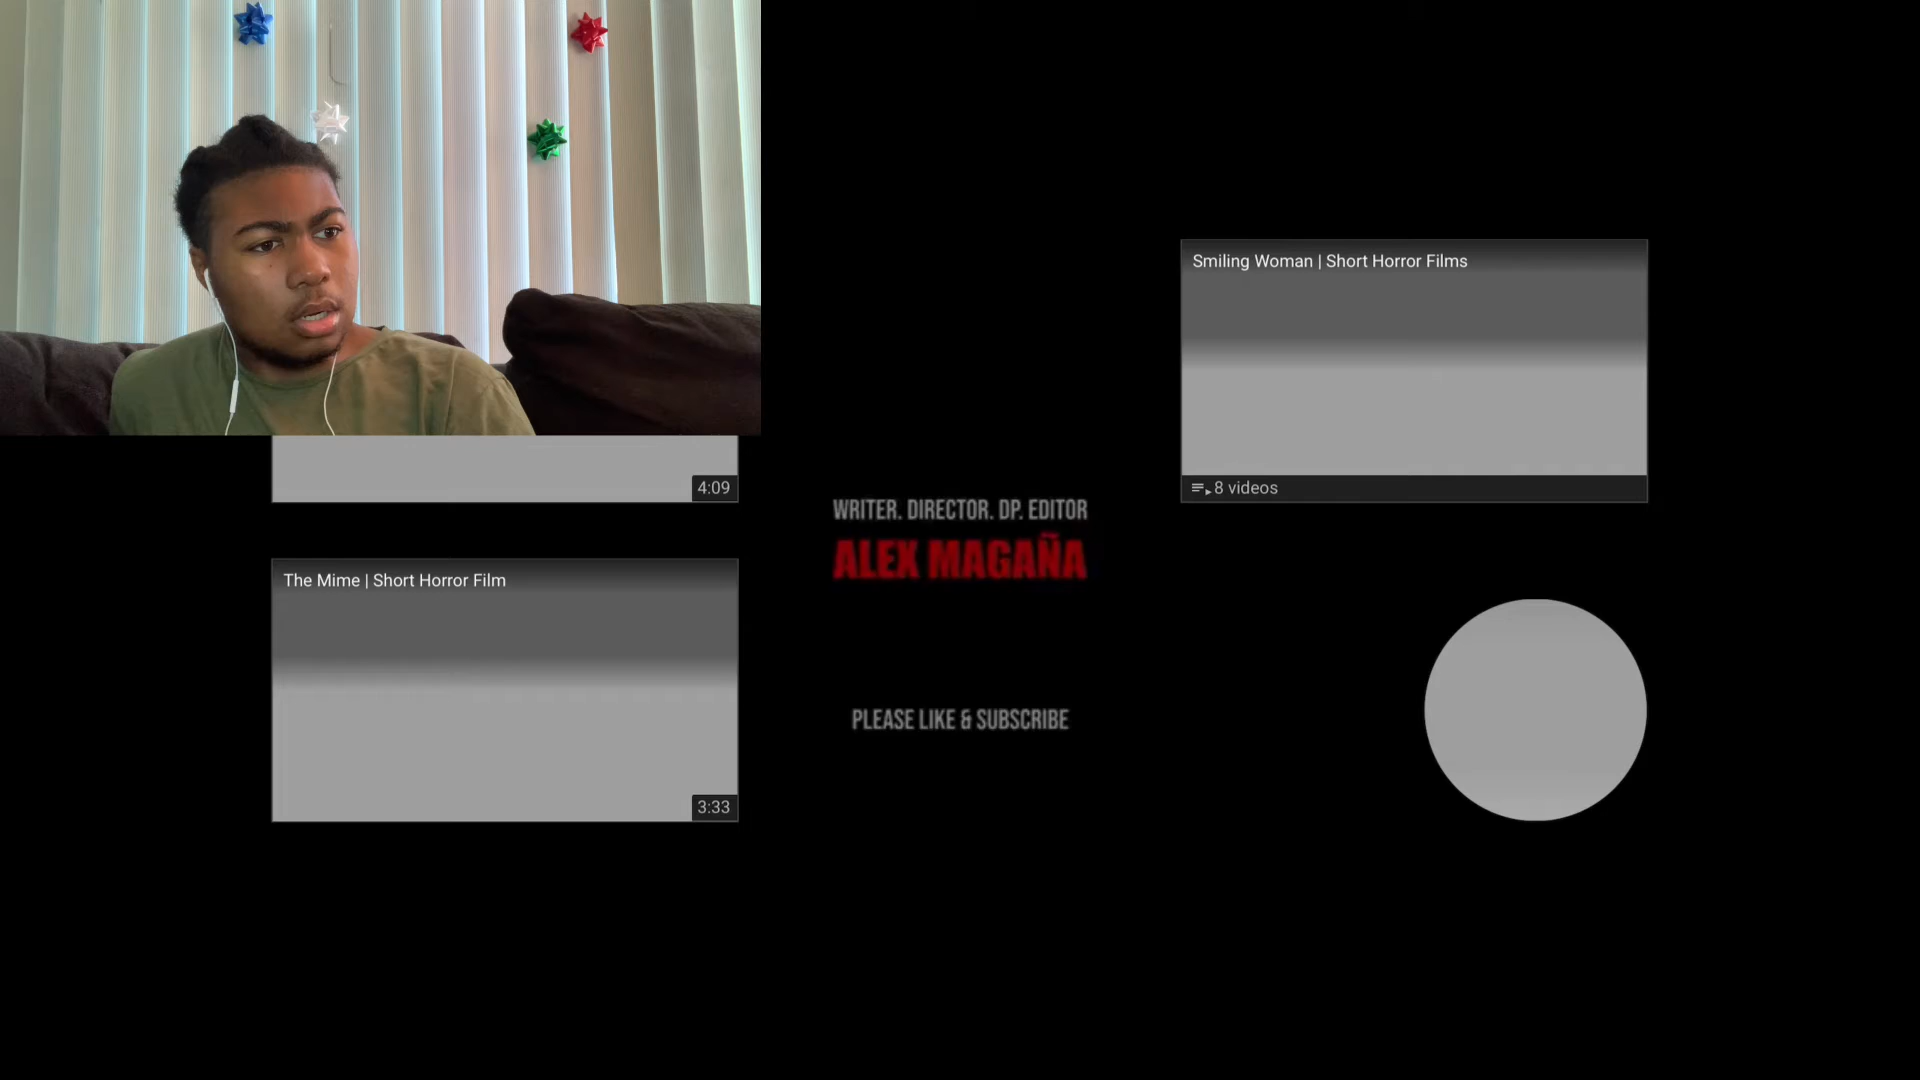 Smiling Woman | Short Horror Films
8 videos
4:09
WRITER. DIRECTOR. DP. EDITOR
ALEX MAGAÑA
The Mime | Short Horror Film
3:33
PLEASE LIKE & SUBSCRIBE